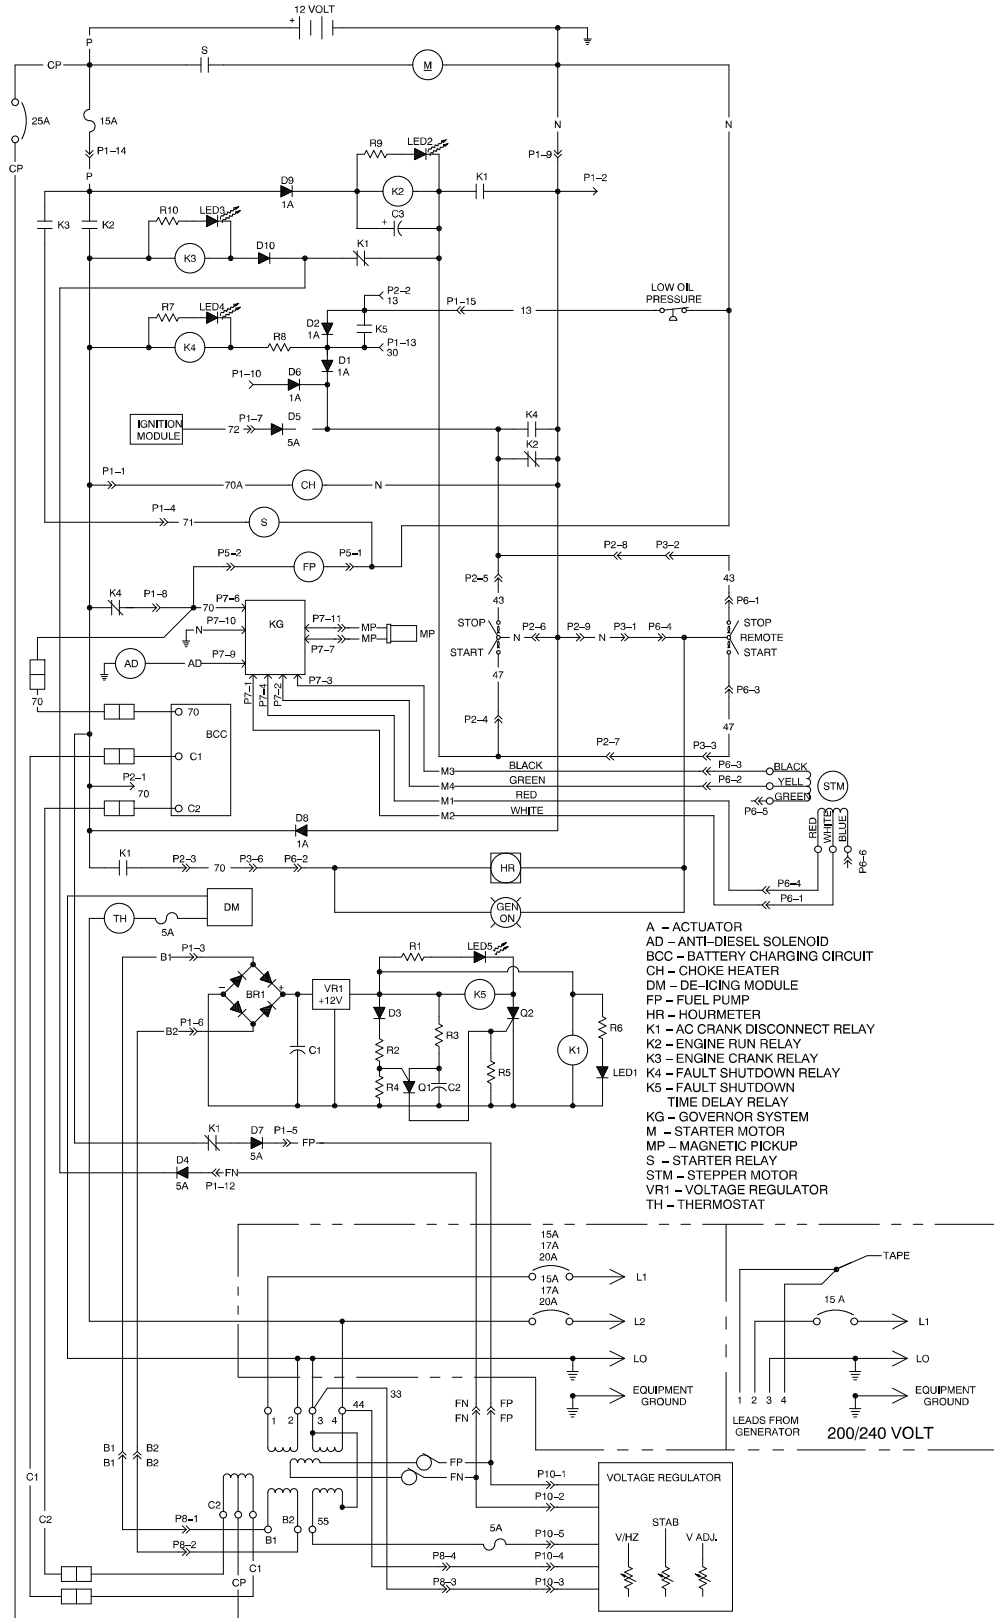 12 VOLT
+
P
S
CP
M
25A
15A
N
N
R9
LED2
P1–14
P1–9
CP
P
D9
K1
P1–2
K2
1A
R10
LED3
C3
+
K3
K2
K1
D10
K3
P2–2
13
LOW OIL
PRESSURE
P1–15
13
R7
LED4
D2
1A
K5
R8
P1–13
30
K4
D1
1A
P1–10
D6
1A
IGNITION
MODULE
P1–7
72
D5
5A
K4
K2
P1–1
70A
CH
N
P1–4
71
S
P5–2
FP
P5–1
P2–8
P3–2
P2–5
43
43
K4
P1–8
P7–6
70
P7–10
N
KG
P7–11
MP
MP
MP
P7–7
P6–1
STOP
N
P2–6
P2–9
N
P3–1
P6–4
STOP
REMOTE
START
START
AD
AD
P7–9
P7–1
P7–4
P7–2
P7–3
47
P6–3
70
70
BCC
P2–4
47
P2–7
P3–3
C1
M3
BLACK
P6–3
BLACK
M4
GREEN
P6–2
YELL
STM
P2–1
70
M1
RED
GREEN
P6–5
C2
M2
WHITE
RED
WHITE
BLUE
D8
1A
P6–6
K1
P2–3
70
P3–6
P6–2
HR
P6–4
P6–1
DM
TH
5A
GEN
ON
A – ACTUATOR
AD – ANTI–DIESEL SOLENOID
BCC – BATTERY CHARGING CIRCUIT
CH – CHOKE HEATER
DM – DE–ICING MODULE
FP – FUEL PUMP
HR – HOURMETER
K1 – AC CRANK DISCONNECT RELAY
K2 – ENGINE RUN RELAY
K3 – ENGINE CRANK RELAY
K4 – FAULT SHUTDOWN RELAY
K5 – FAULT SHUTDOWN
TIME DELAY RELAY
KG – GOVERNOR SYSTEM
M – STARTER MOTOR
MP – MAGNETIC PICKUP
S – STARTER RELAY
STM – STEPPER MOTOR
VR1 – VOLTAGE REGULATOR
TH – THERMOSTAT
B1
P1–3
R1
LED5
–
BR1
+
VR1
+12V
K5
P1–6
B2
D3
Q2
R6
R3
C1
R2
K1
R5
LED1
R4
Q1
C2
K1
D7
5A
P1–5
FP
D4
5A
FN
P1–12
15A
17A
20A
L1
15A
17A
20A
L2
LO
EQUIPMENT
GROUND
TAPE
15 A
L1
LO
EQUIPMENT
GROUND
1 2 3 4
LEADS FROM
GENERATOR
200/240 VOLT
33
44
1 2 3 4
FN
FN
FP
FP
B1
B1
B2
B2
FP
FN
C1
C2
C2
P10–1
P10–2
VOLTAGE REGULATOR
P8–1
P8–2
B1
B2
55
5A
P10–5
V/HZ
STAB
V ADJ.
C1
CP
P8–4
P10–4
P8–3
P10–3